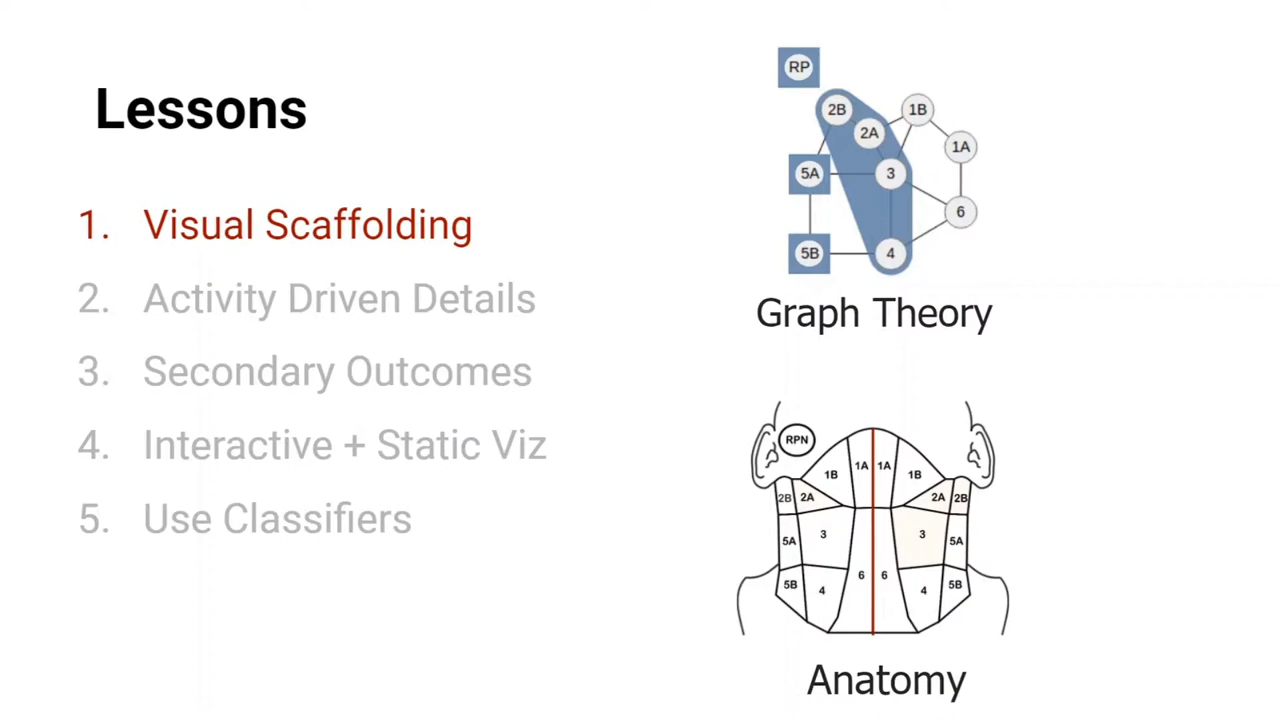 Lessons
1. Visual Scaffolding
2. Activity Driven Details
3. Secondary Outcomes
4. Interactive + Static Viz
5. Use Classifiers
RP
2B 1B
2A
1A
5A 3
6
5B 4
Graph Theory
RPN
1B 1A 1A 1B
2B 2A 2A 2B
5A 3 3 5A
5B 4 6 6 4 5B
Anatomy